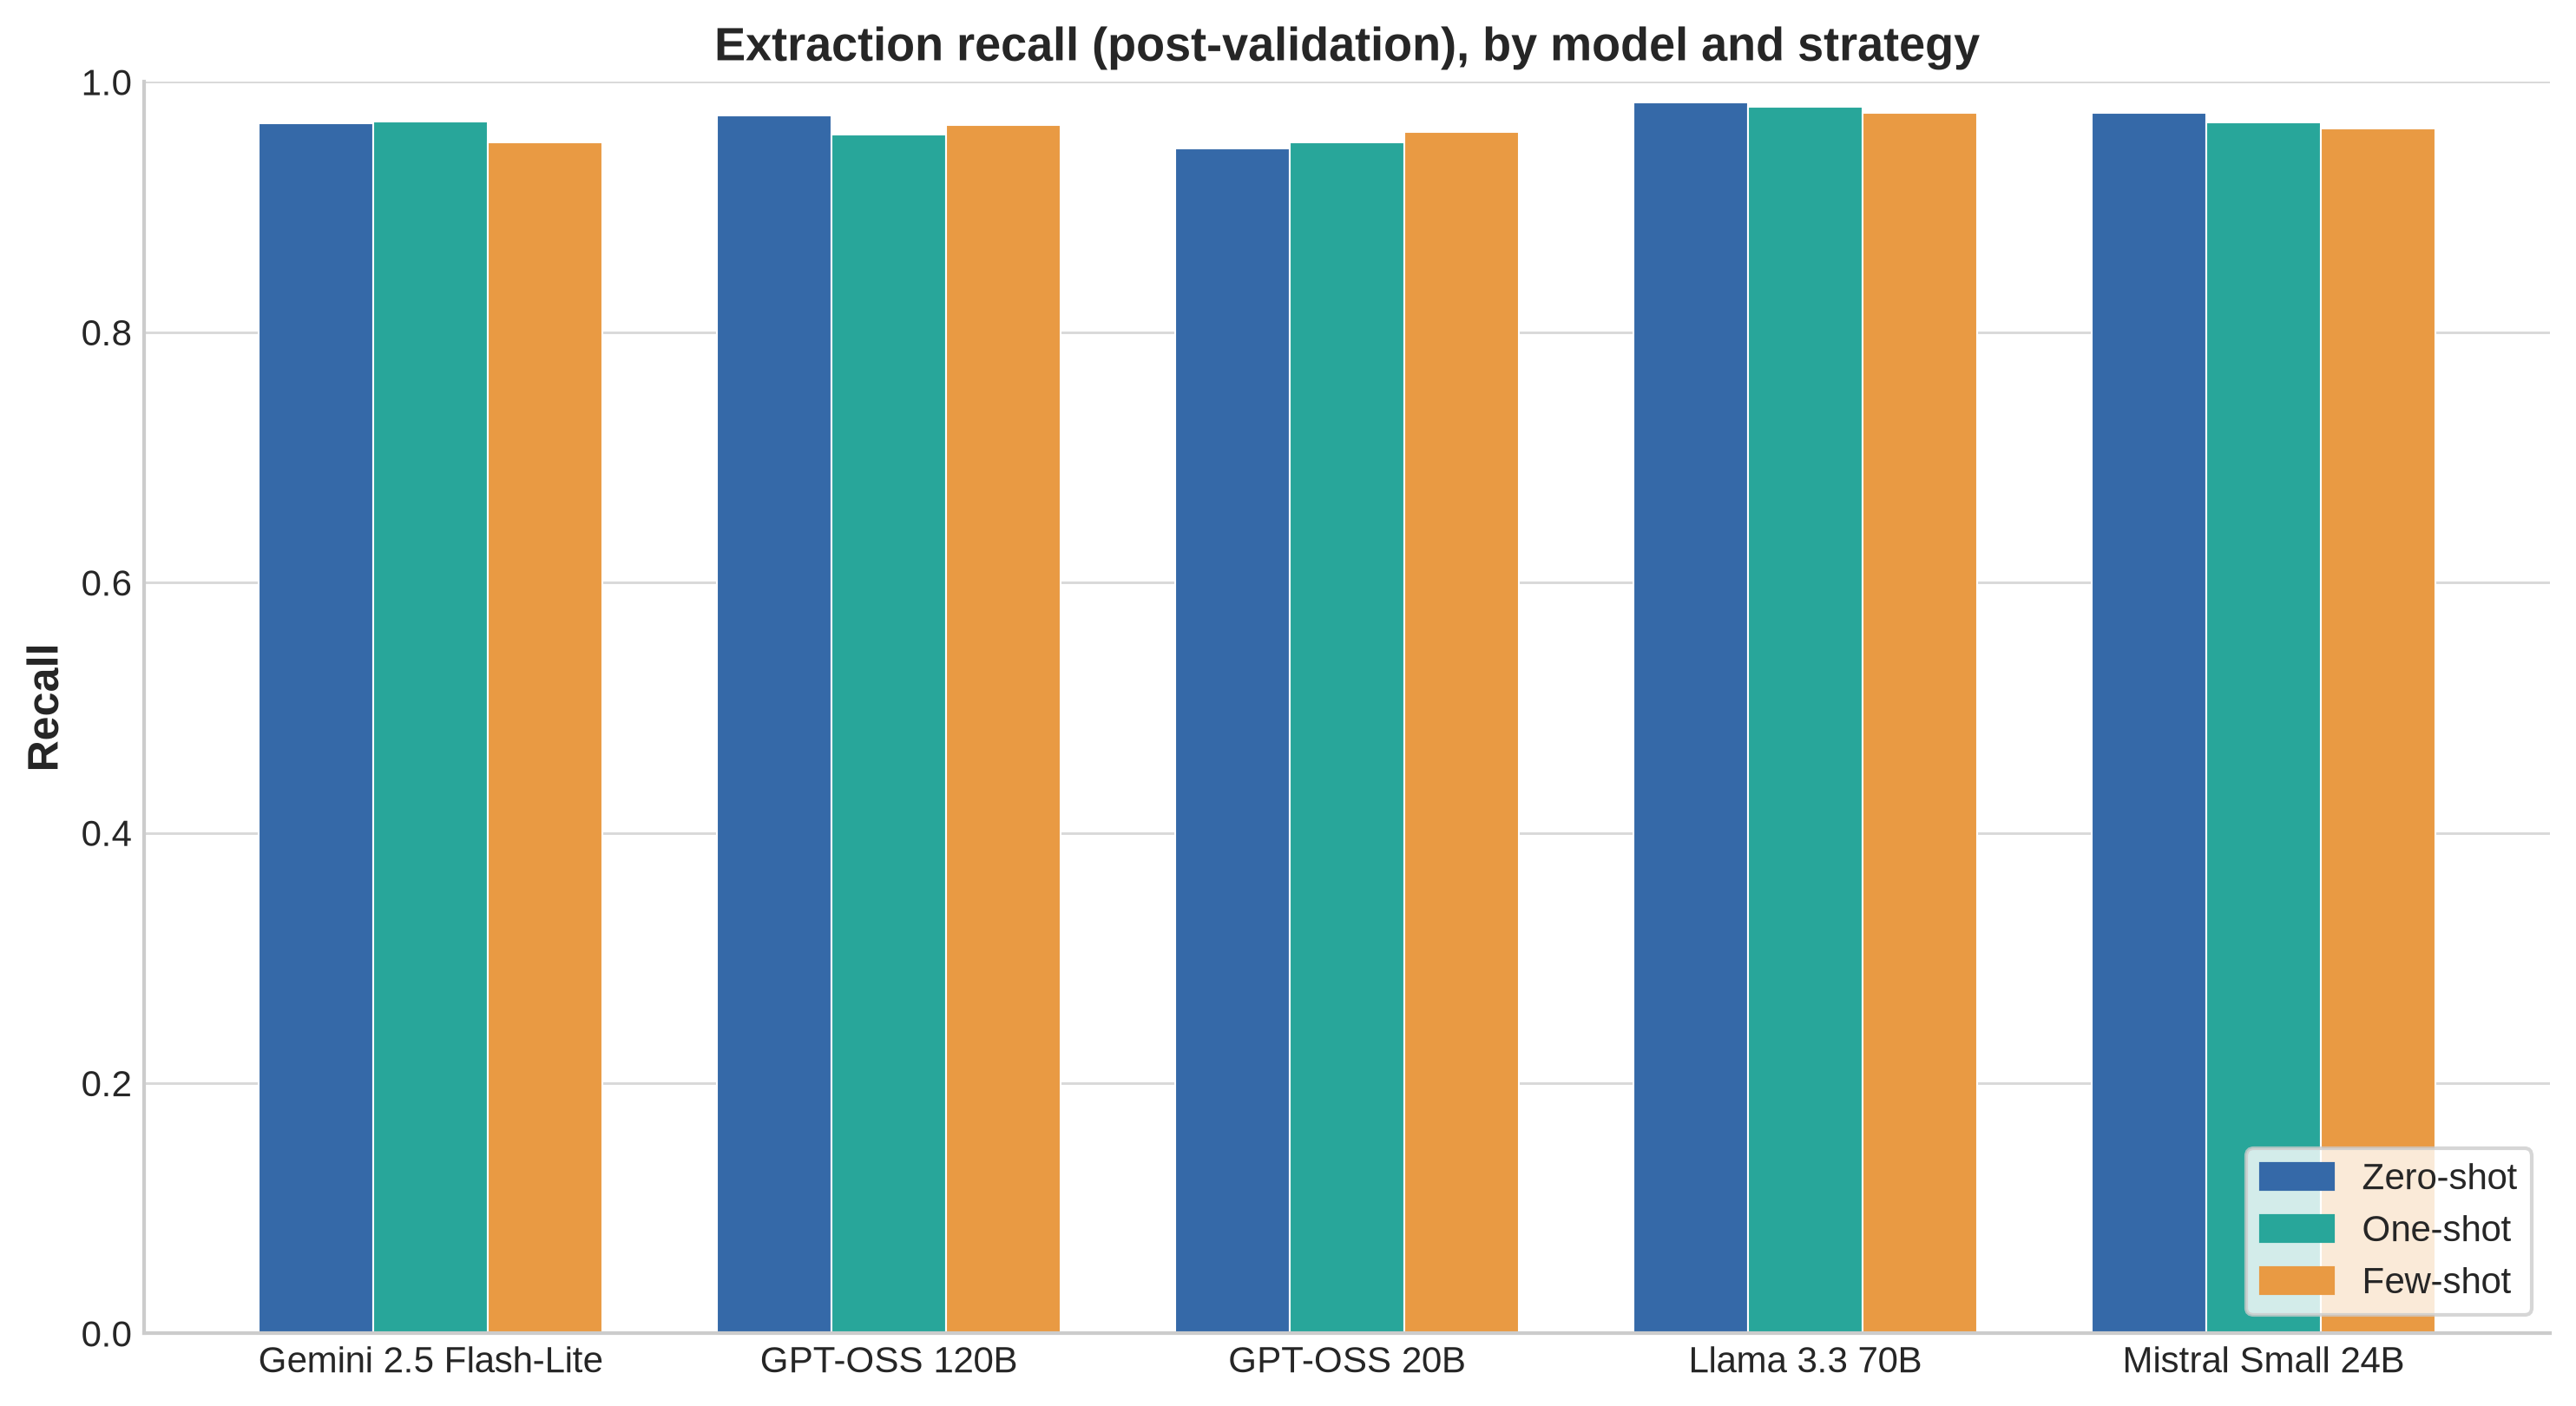 Extraction recall (post-validation), by model and strategy
1.0
0.8
0.6
0.4
0.2
0.0
Recall
Gemini 2.5 Flash-Lite
GPT-OSS 120B
GPT-OSS 20B
Llama 3.3 70B
Mistral Small 24B
Zero-shot
One-shot
Few-shot